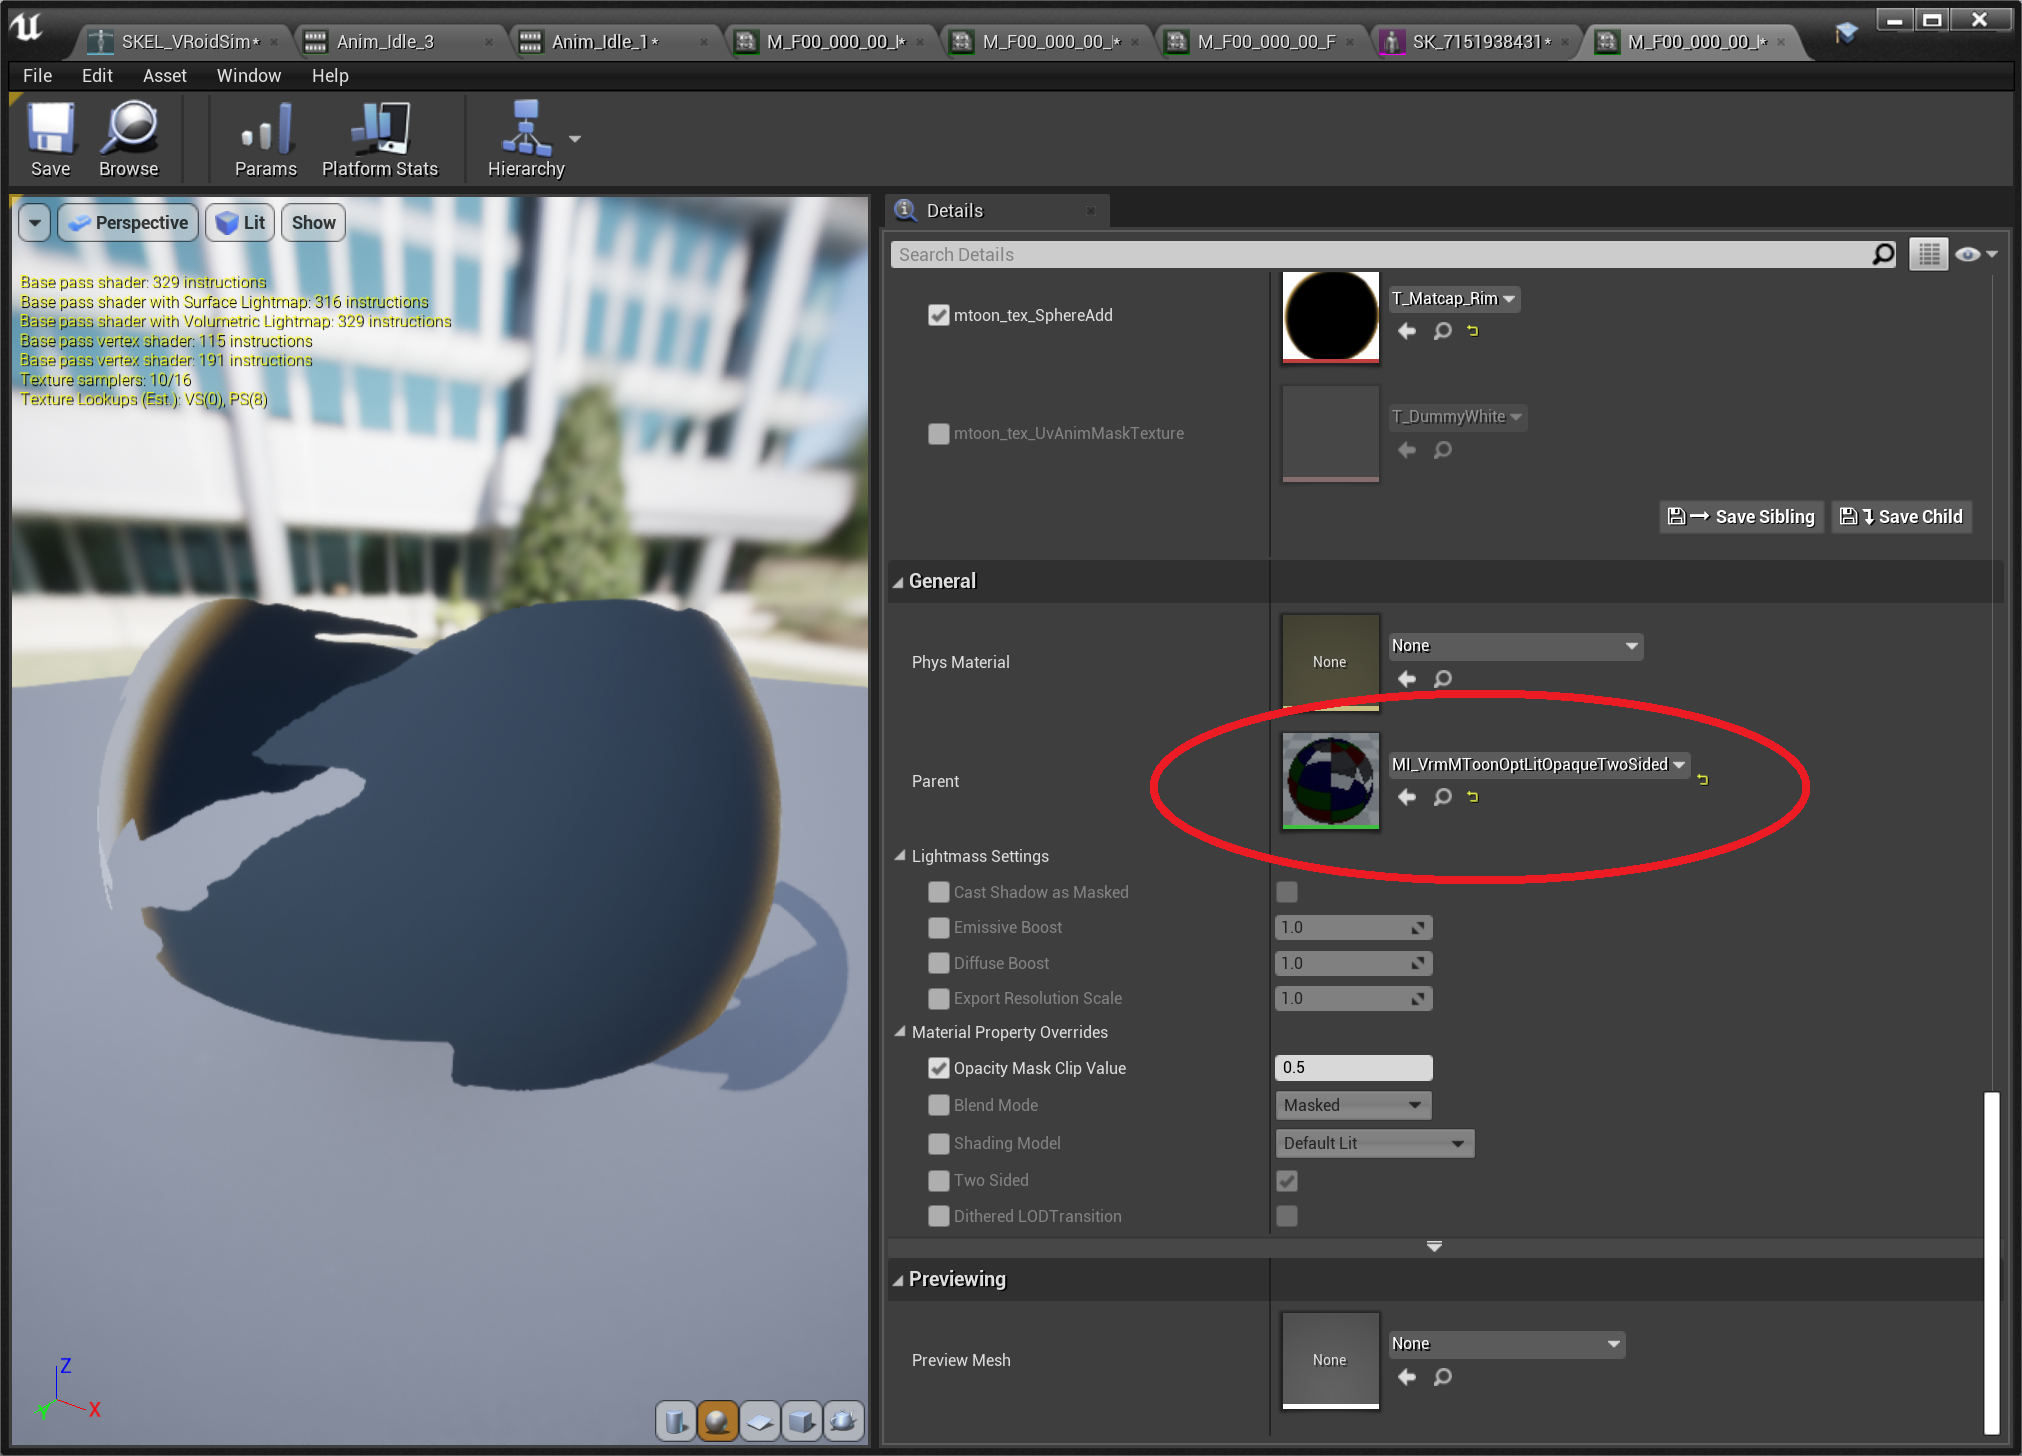 SKEL_VRoidSim*
Anim_Idle_3
Anim_Idle_1*
M_F00_000_00_I*
M_F00_000_00_I*
M_F00_000_00_F
SK_7151938431*
M_F00_000_00_I*
File Edit Asset Window Help
Save
Browse
Params
Platform Stats
Hierarchy
Perspective
Lit
Show
Base pass shader: 329 instructions
Base pass shader with Surface Lightmap: 316 instructions
Base pass shader with Volumetric Lightmap: 329 instructions
Base pass vertex shader: 115 instructions
Base pass vertex shader: 191 instructions
Texture samplers: 10/16
Texture Lookups (Est.): VS(0), PS(8)
Z
X
Y
Details
Search Details
mtoon_tex_SphereAdd
T_Matcap_Rim
mtoon_tex_UvAnimMaskTexture
T_DummyWhite
Save Sibling
Save Child
General
Phys Material
None
None
Parent
MI_VrmMToonOptLitOpaqueTwoSided
Lightmass Settings
Cast Shadow as Masked
Emissive Boost
1.0
Diffuse Boost
1.0
Export Resolution Scale
1.0
Material Property Overrides
Opacity Mask Clip Value
0.5
Blend Mode
Masked
Shading Model
Default Lit
Two Sided
Dithered LODTransition
Previewing
Preview Mesh
None
None